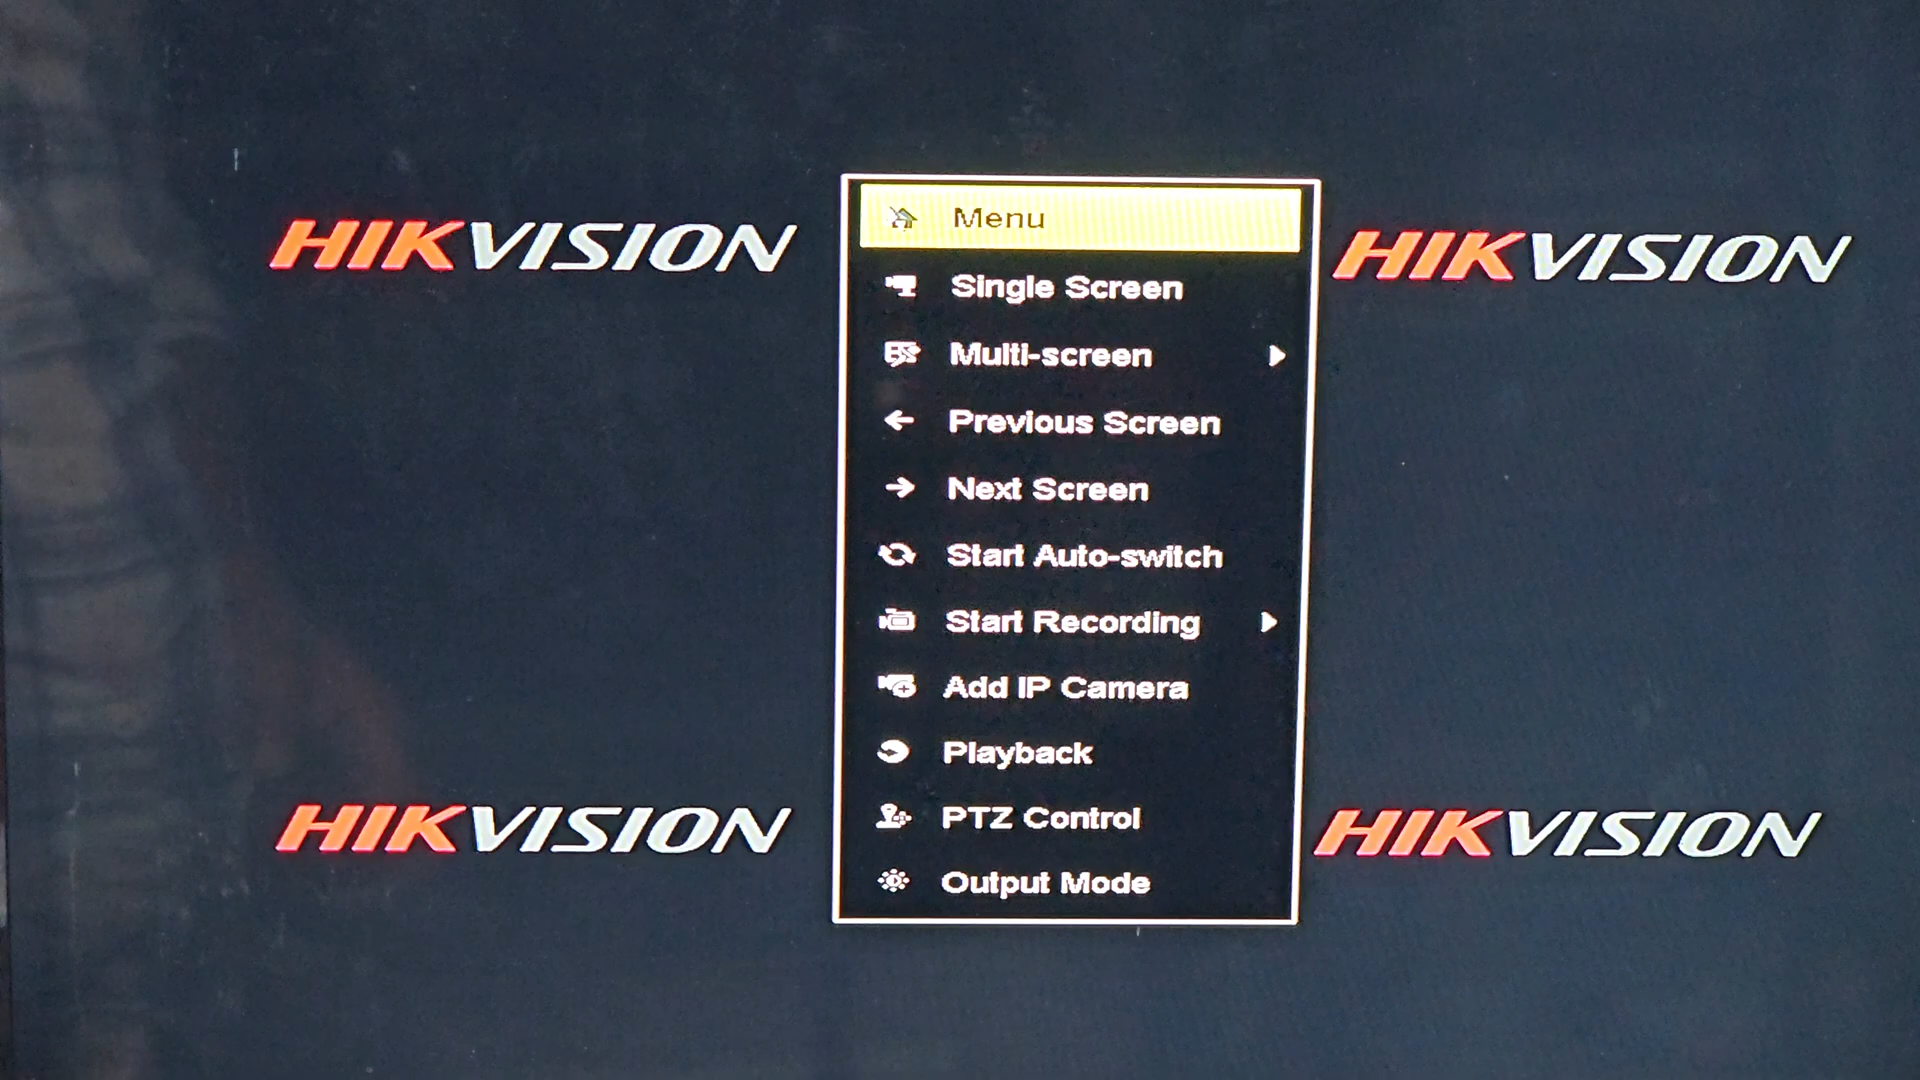 HIKVISION
HIKVISION
Menu
Single Screen
Multi-screen
Previous Screen
Next Screen
Start Auto-switch
Start Recording
Add IP Camera
Playback
PTZ Control
Output Mode
HIKVISION
HIKVISION